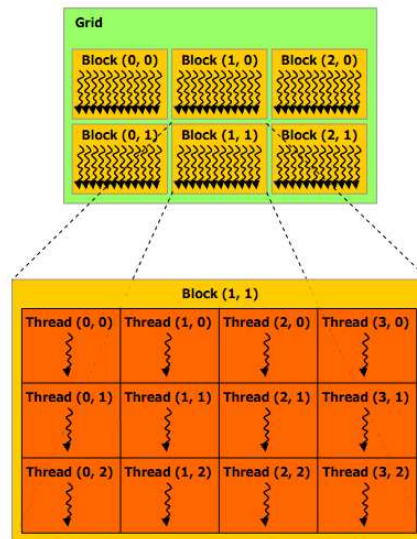 Grid
Block (0, 0) Block (1, 0) Block (2, 0)
Block (0, 1) Block (1, 1) Block (2, 1)
Block (1, 1)
Thread (0, 0) Thread (1, 0) Thread (2, 0) Thread (3, 0)
Thread (0, 1) Thread (1, 1) Thread (2, 1) Thread (3, 1)
Thread (0, 2) Thread (1, 2) Thread (2, 2) Thread (3, 2)